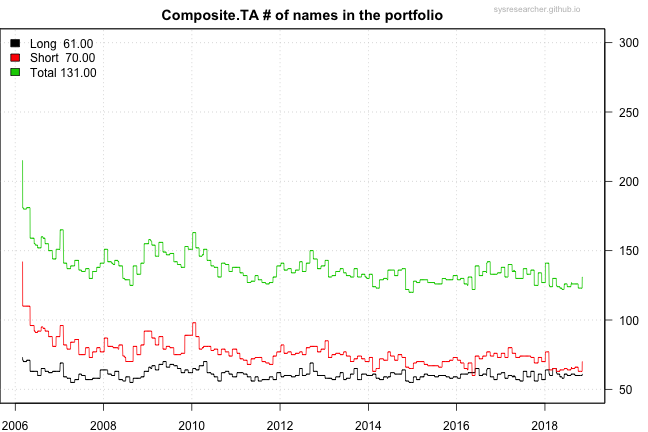 Composite.TA # of names in the portfolio
sysresearcher.github.io
Long 61.00
Short 70.00
Total 131.00
300
250
200
150
100
50
2006 2008 2010 2012 2014 2016 2018